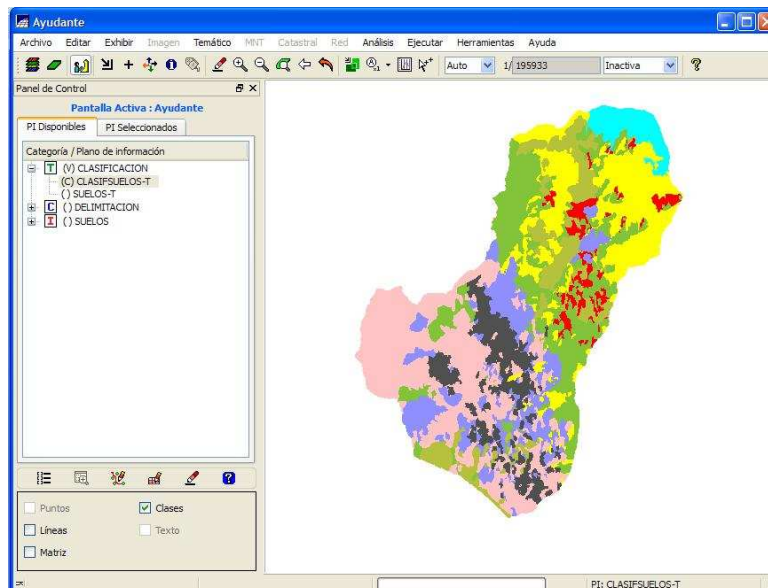 Ayudante
Archivo Editar Exhibir Imagen Temático MNT Catastral Red Análisis Ejecutar Herramientas Ayuda
Auto 1/ 195933 Inactiva
Panel de Control
Pantalla Activa : Ayudante
PI Disponibles PI Seleccionados
Categoría / Plano de información
T (V) CLASIFICACION
(C) CLASIFSUELOS-T
() SUELOS-T
C () DELIMITACION
I () SUELOS
Puntos Clases
Líneas Texto
Matriz
PI: CLASIFSUELOS-T